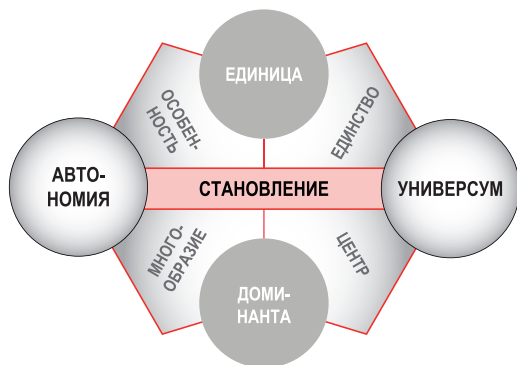 ЕДИНИЦА
ОСОБЕН-
НОСТЬ
ЕДИНСТВО
АВТО-
НОМИЯ
СТАНОВЛЕНИЕ
УНИВЕРСУМ
МНОГО-
ОБРАЗИЕ
ЦЕНТР
ДОМИ-
НАНТА